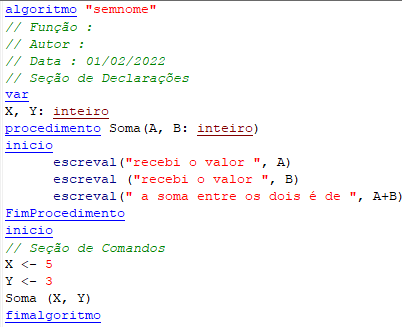 algoritmo "semnome"
// Função :
// Autor :
// Data : 01/02/2022
// Seção de Declarações
var
X, Y: inteiro
procedimento Soma(A, B: inteiro)
inicio
      escreval("recebi o valor ", A)
      escreval ("recebi o valor ", B)
      escreval(" a soma entre os dois é de ", A+B)
FimProcedimento
inicio
// Seção de Comandos
X <- 5
Y <- 3
Soma (X, Y)
fimalgoritmo